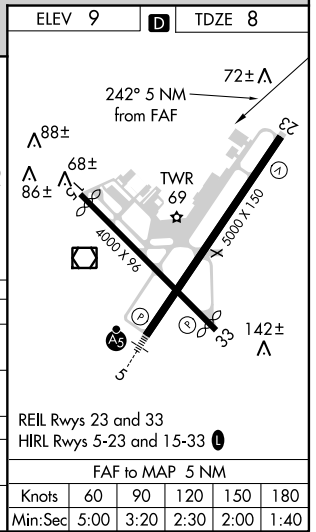 ELEV 9 D TDZE 8
72±
242° 5 NM
from FAF
88±
86±
68±
TWR
69
23
V
15
4000 X 96
5000 X 150
X
P
P
A5
33
142±
5
REIL Rwys 23 and 33
HIRL Rwys 5-23 and 15-33 L
FAF to MAP 5 NM
Knots 60 90 120 150 180
Min:Sec 5:00 3:20 2:30 2:00 1:40